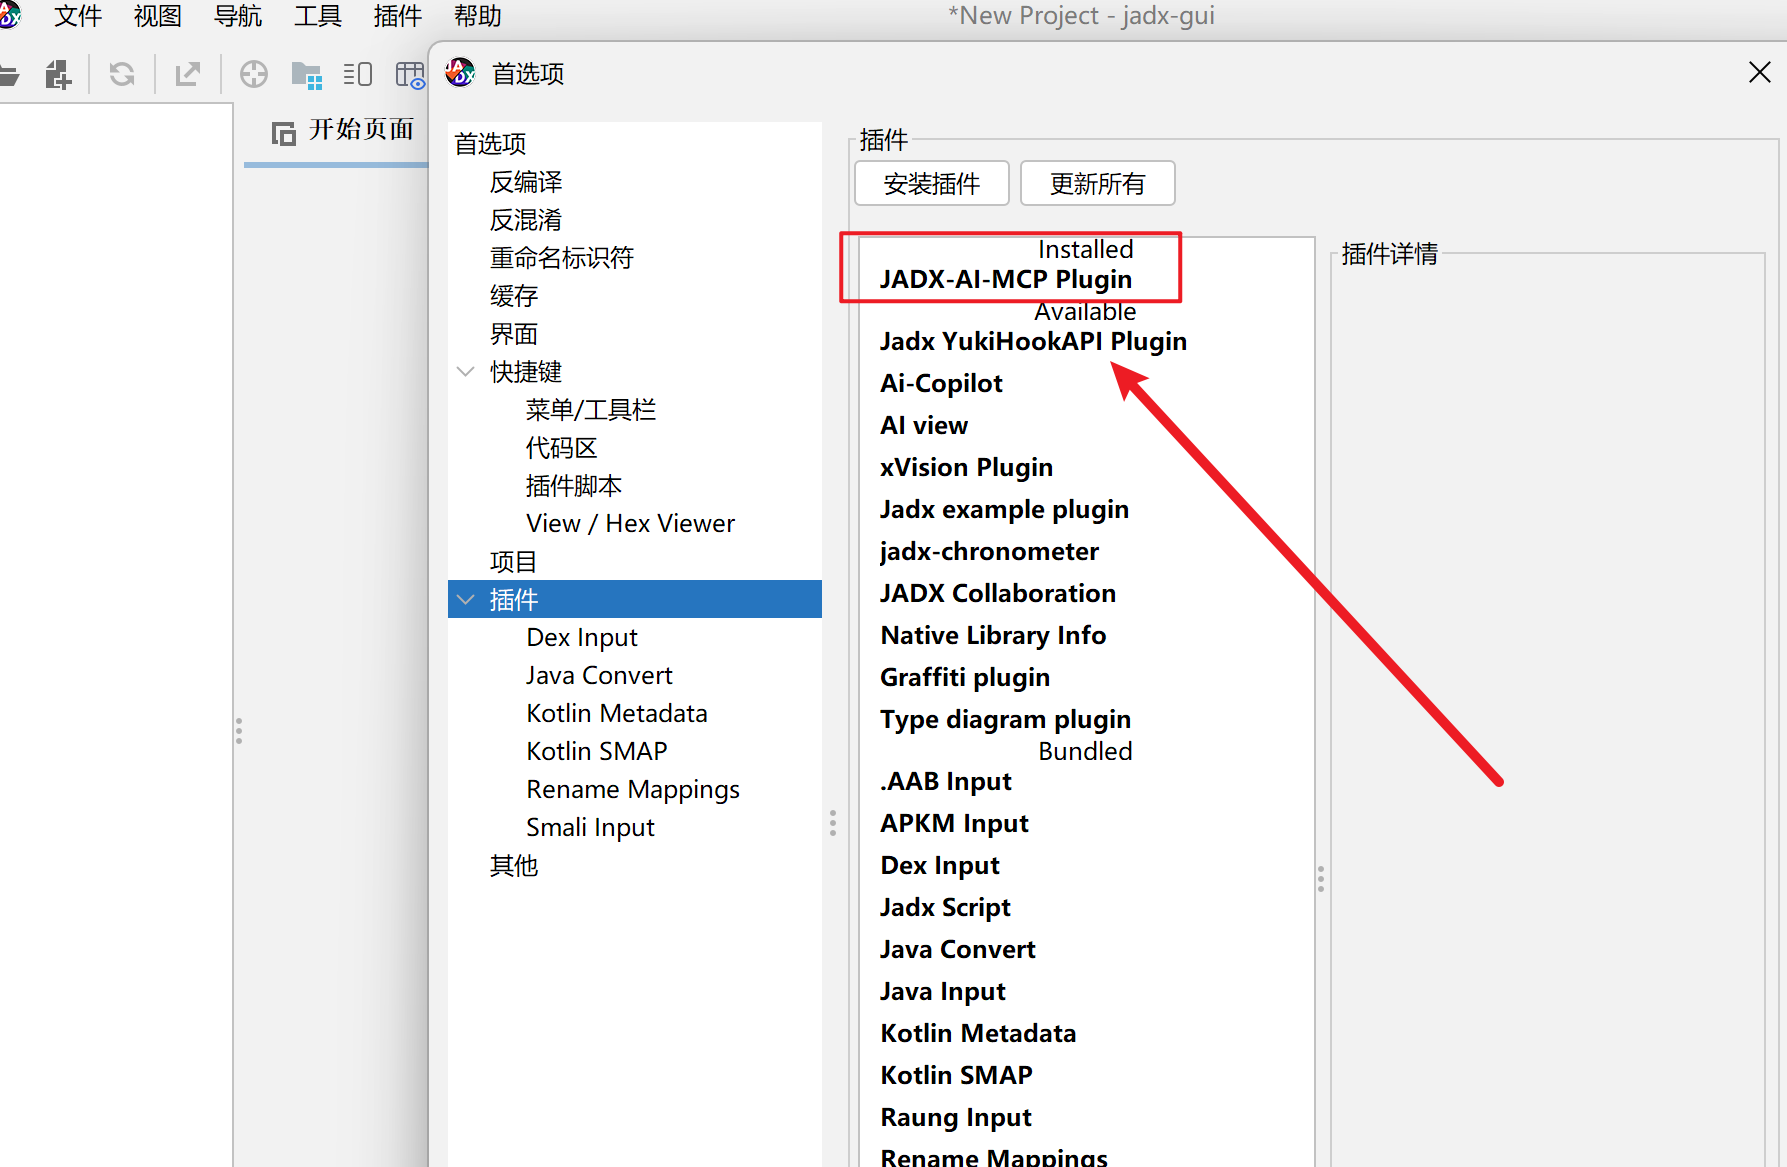 文件 视图 导航 工具 插件 帮助
*New Project - jadx-gui
开始页面
首选项
首选项
反编译
反混淆
重命名标识符
缓存
界面
快捷键
菜单/工具栏
代码区
插件脚本
View / Hex Viewer
项目
插件
Dex Input
Java Convert
Kotlin Metadata
Kotlin SMAP
Rename Mappings
Smali Input
其他
插件
安装插件 更新所有
Installed
JADX-AI-MCP Plugin
Available
Jadx YukiHookAPI Plugin
Ai-Copilot
AI view
xVision Plugin
Jadx example plugin
jadx-chronometer
JADX Collaboration
Native Library Info
Graffiti plugin
Type diagram plugin
Bundled
.AAB Input
APKM Input
Dex Input
Jadx Script
Java Convert
Java Input
Kotlin Metadata
Kotlin SMAP
Raung Input
Rename Mappings
插件详情